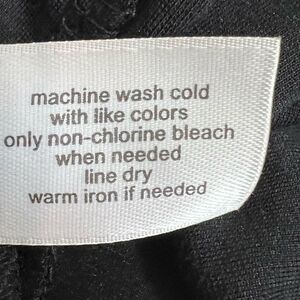 machine wash cold
with like colors
only non-chlorine bleach
when needed
line dry
warm iron if needed